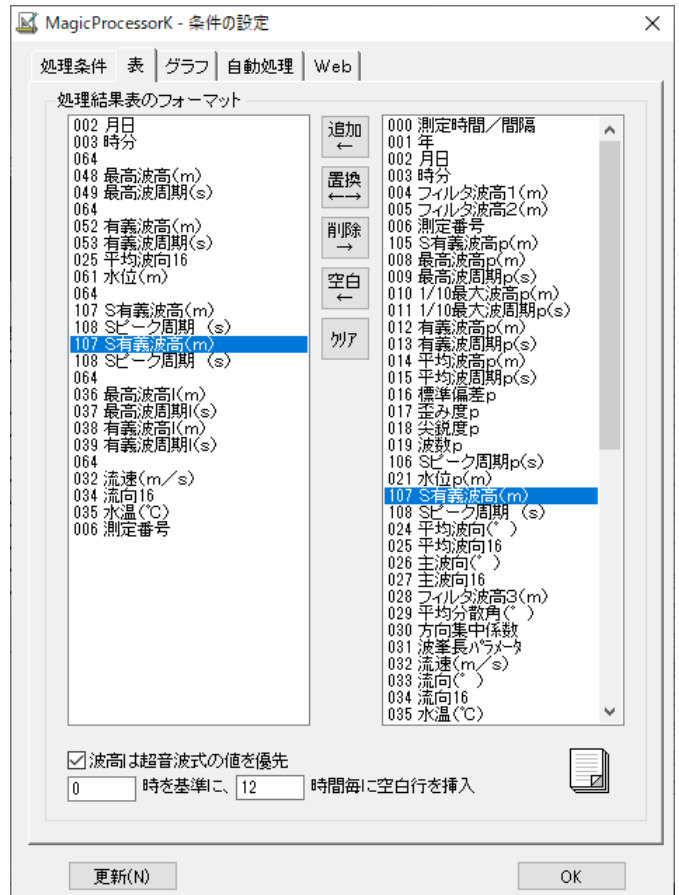 MagicProcessorK - 条件の設定
処理条件
表
グラフ
自動処理
Web
処理結果表のフォーマット
002 月日
003 時分
064
048 最高波高(m)
049 最高波周期(s)
064
052 有義波高(m)
053 有義波周期(s)
025 平均波向16
061 水位(m)
064
107 S有義波高(m)
108 Sピーク周期 (s)
107 S有義波高(m)
108 Sピーク周期 (s)
064
036 最高波高I(m)
037 最高波周期I(s)
038 有義波高I(m)
039 有義波周期I(s)
064
032 流速(m/s)
034 流向16
035 水温(℃)
006 測定番号
追加
←
置換
←→
削除
→
空白
←
クリア
000 測定時間/間隔
001 年
002 月日
003 時分
004 フィルタ波高1(m)
005 フィルタ波高2(m)
006 測定番号
105 S有義波高p(m)
008 最高波高p(m)
009 最高波周期p(s)
010 1/10最大波高p(m)
011 1/10最大波周期p(s)
012 有義波高p(m)
013 有義波周期p(s)
014 平均波高p(m)
015 平均波周期p(s)
016 標準偏差p
017 歪み度p
018 尖鋭度p
019 波数p
106 Sピーク周期p(s)
021 水位p(m)
107 S有義波高(m)
108 Sピーク周期 (s)
024 平均波向(°)
025 平均波向16
026 主波向(°)
027 主波向16
028 フィルタ波高3(m)
029 平均分散角(°)
030 方向集中係数
031 波峯長パラメータ
032 流速(m/s)
033 流向(°)
034 流向16
035 水温(℃)
波高は超音波式の値を優先
0 時を基準に、 12 時間毎に空白行を挿入
更新(N)
OK